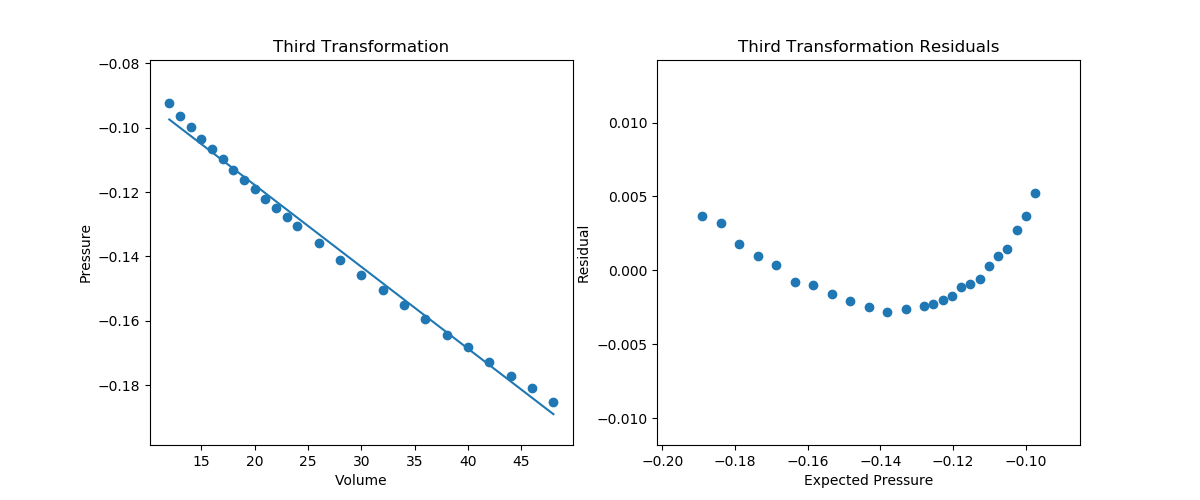 Third Transformation
−0.08
−0.10
−0.12
−0.14
−0.16
−0.18
Pressure
15 20 25 30 35 40 45
Volume
Third Transformation Residuals
0.010
0.005
0.000
−0.005
−0.010
Residual
−0.20 −0.18 −0.16 −0.14 −0.12 −0.10
Expected Pressure